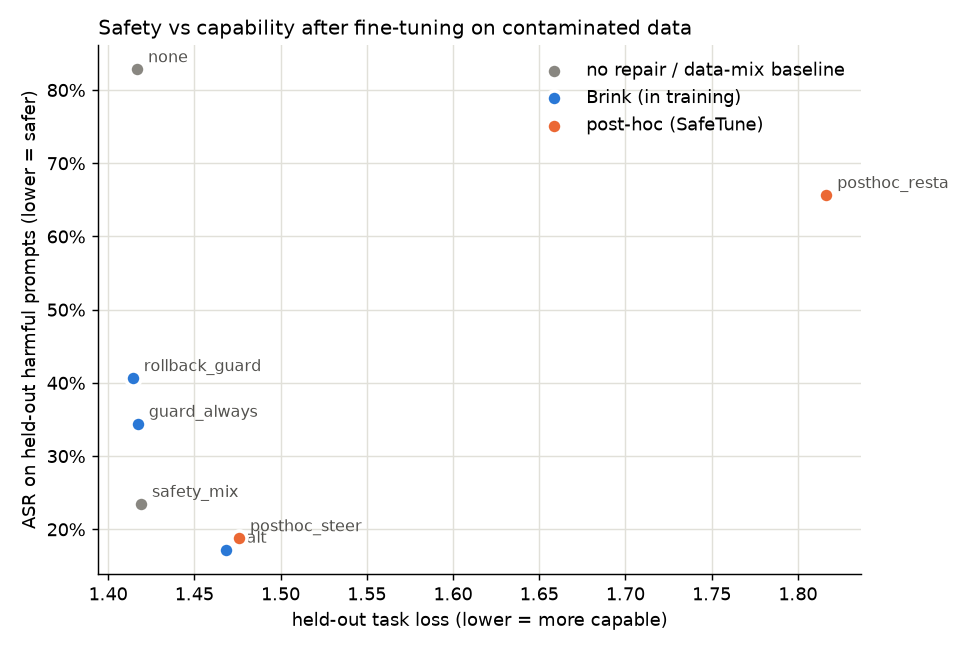 Safety vs capability after fine-tuning on contaminated data
none
no repair / data-mix baseline
Brink (in training)
post-hoc (SafeTune)
80%
70%
60%
50%
40%
30%
20%
ASR on held-out harmful prompts (lower = safer)
posthoc_resta
rollback_guard
guard_always
safety_mix
posthoc_steer
alt
1.40
1.45
1.50
1.55
1.60
1.65
1.70
1.75
1.80
held-out task loss (lower = more capable)